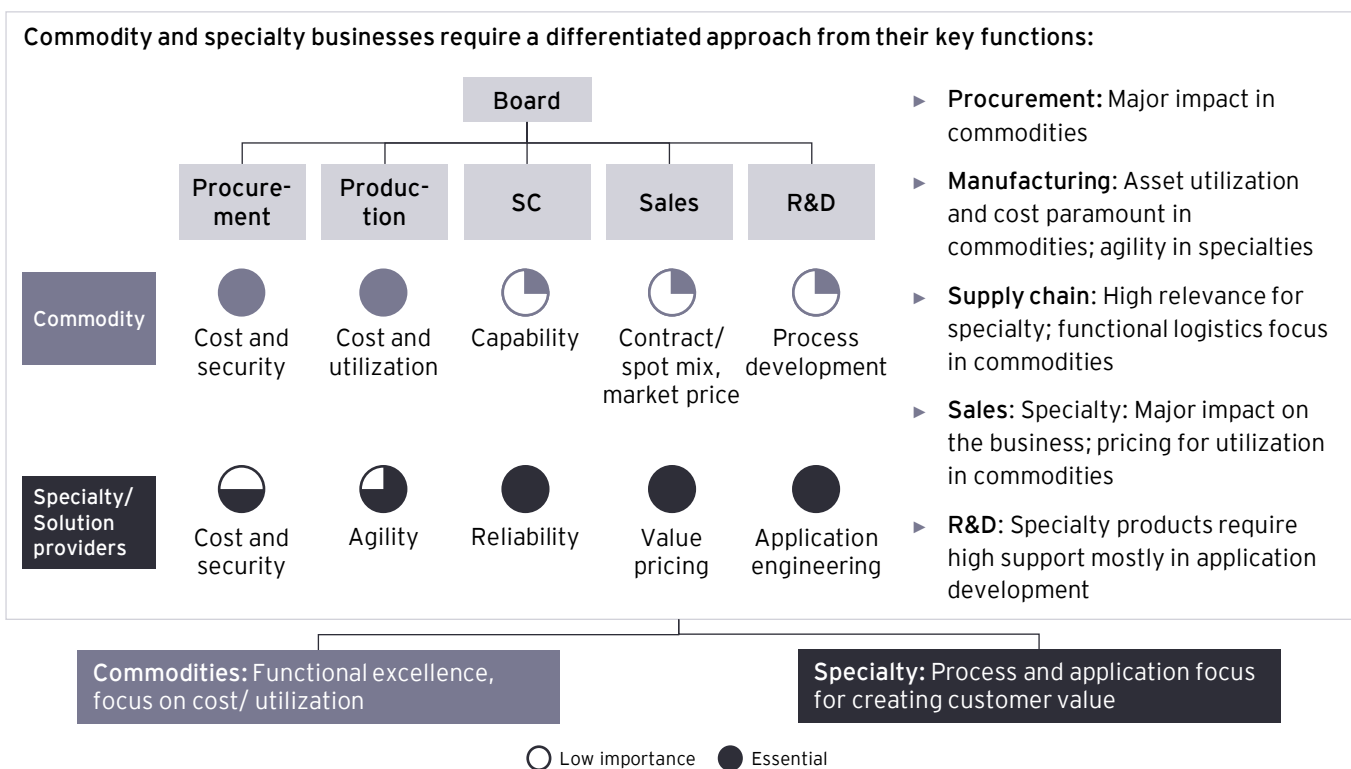 Commodity and specialty businesses require a differentiated approach from their key functions:
Board
Procure-
ment
Produc-
tion
SC
Sales
R&D
Commodity
Cost and
security
Cost and
utilization
Capability
Contract/
spot mix,
market price
Process
development
Specialty/
Solution
providers
Cost and
security
Agility
Reliability
Value
pricing
Application
engineering
► Procurement: Major impact in
commodities
► Manufacturing: Asset utilization
and cost paramount in
commodities; agility in specialties
► Supply chain: High relevance for
specialty; functional logistics focus
in commodities
► Sales: Specialty: Major impact on
the business; pricing for utilization
in commodities
► R&D: Specialty products require
high support mostly in application
development
Commodities: Functional excellence,
focus on cost/ utilization
Specialty: Process and application focus
for creating customer value
Low importance
Essential